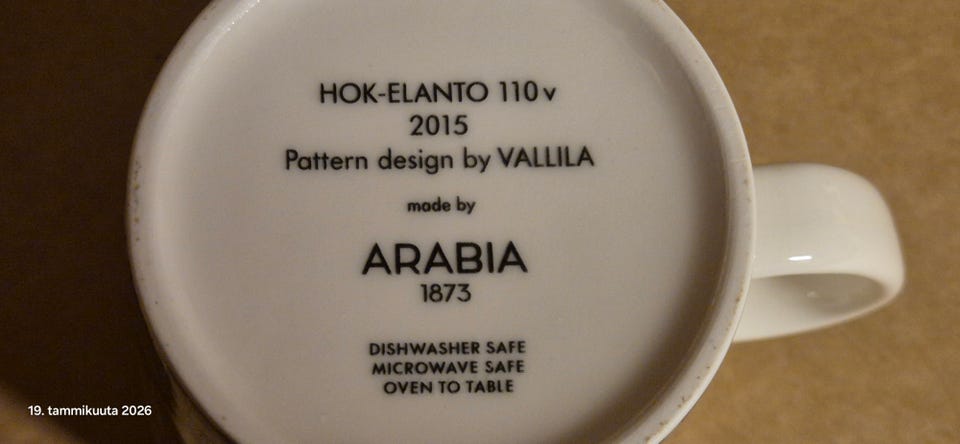 HOK-ELANTO 110 v
2015
Pattern design by VALLILA
made by
ARABIA
1873
DISHWASHER SAFE
MICROWAVE SAFE
OVEN TO TABLE
19. tammikuuta 2026